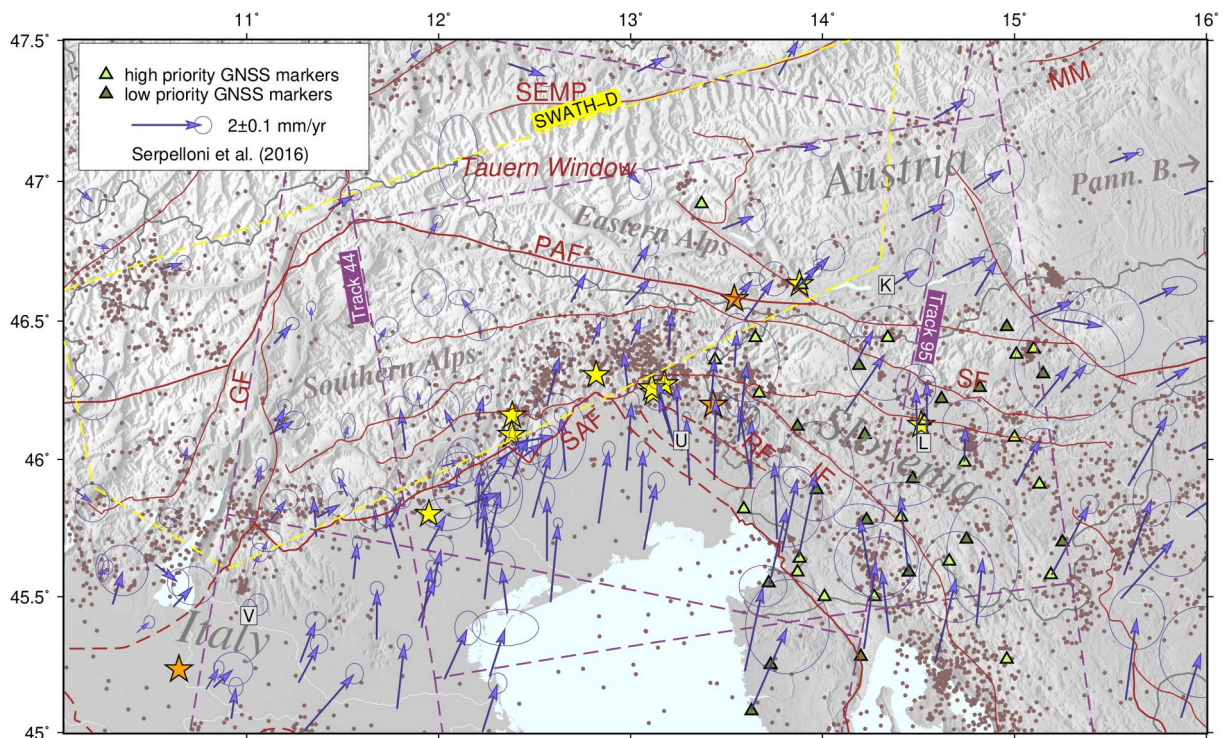 11˚ 12˚ 13˚ 14˚ 15˚ 16˚
47.5˚
high priority GNSS markers
low priority GNSS markers
2±0.1 mm/yr
Serpelloni et al. (2016)
SEMP
SWATH-D
MM
Tauern Window
Austria
Pann. B.→
47˚
Eastern Alps
PAF
K
Track 44
Track 95
46.5˚
Southern Alps
GF
SF
SAF
U
L
Slovenia
RF
IF
46˚
V
Italy
45.5˚
45˚